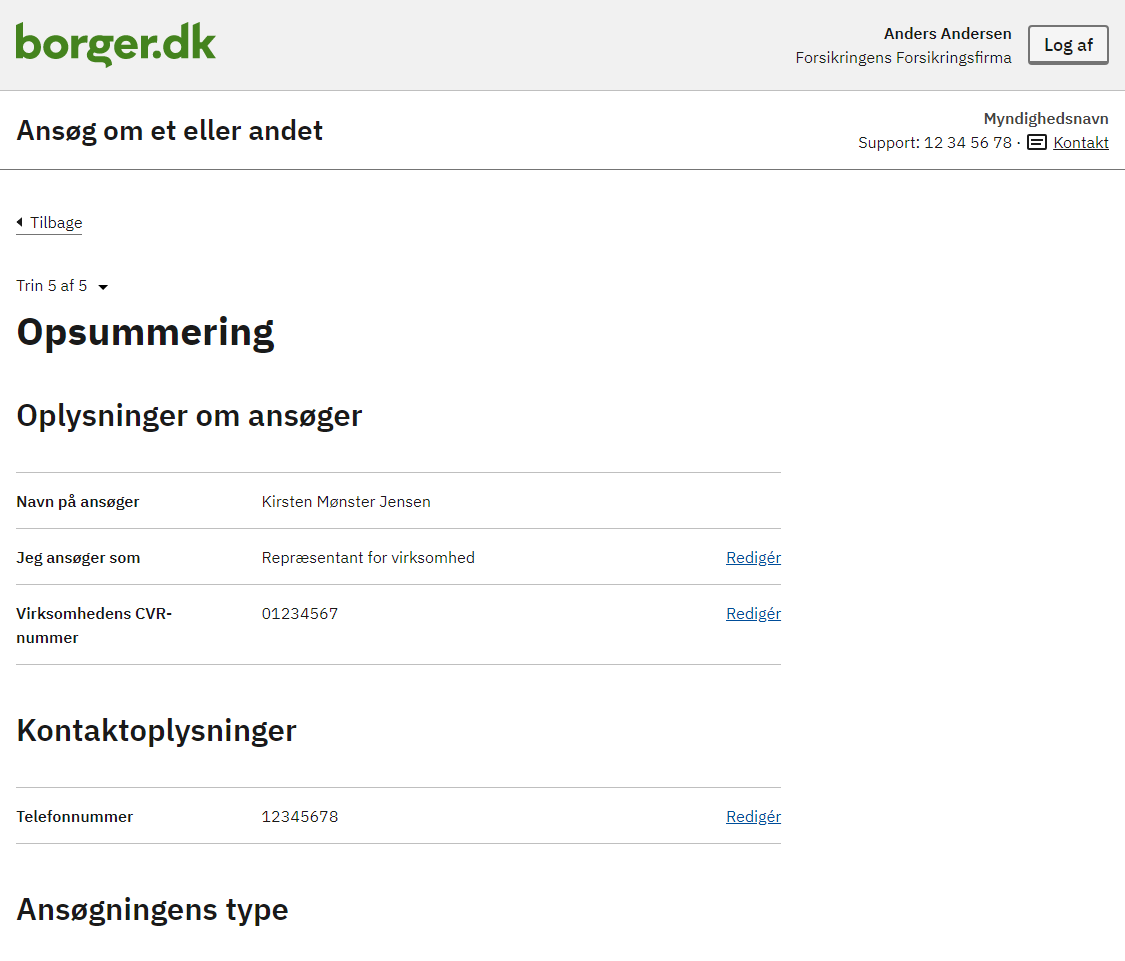 borger.dk
Anders Andersen
Forsikringens Forsikringsfirma
Log af
Ansøg om et eller andet
Myndighedsnavn
Support: 12 34 56 78 · Kontakt
Tilbage
Trin 5 af 5
Opsummering
Oplysninger om ansøger
Navn på ansøger Kirsten Mønster Jensen
Jeg ansøger som Repræsentant for virksomhed Redigér
Virksomhedens CVR- 01234567 Redigér
nummer
Kontaktoplysninger
Telefonnummer 12345678 Redigér
Ansøgningens type